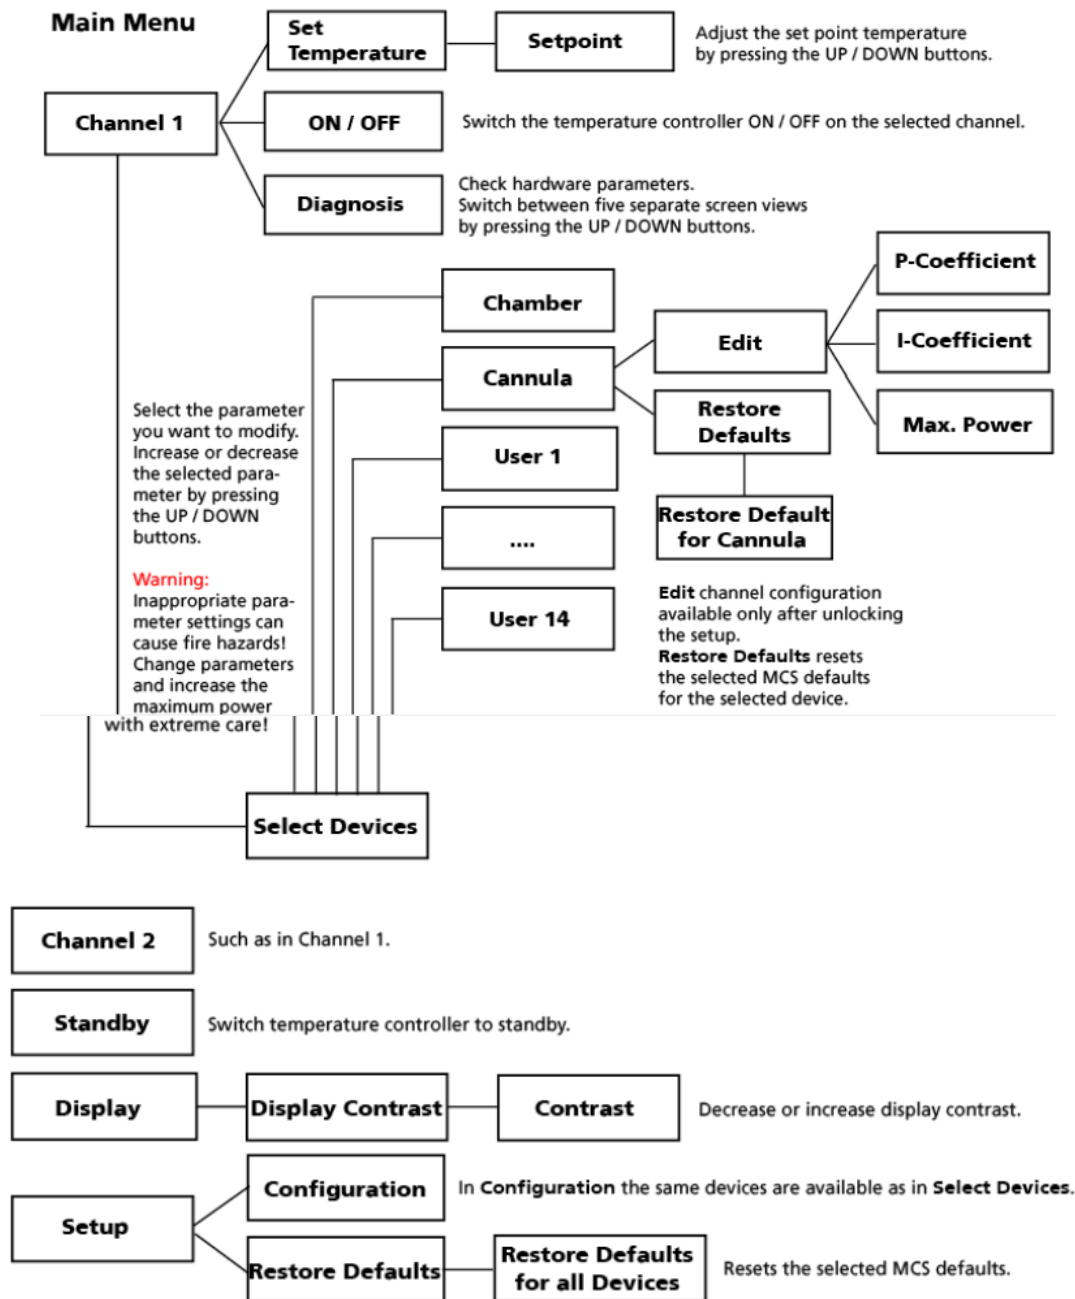 Main Menu
Set
Temperature
Setpoint
Adjust the set point temperature
by pressing the UP / DOWN buttons.
Channel 1
ON / OFF
Switch the temperature controller ON / OFF on the selected channel.
Diagnosis
Check hardware parameters.
Switch between five separate screen views
by pressing the UP / DOWN buttons.
Chamber
Cannula
User 1
....
User 14
Edit
Restore
Defaults
Restore Default
for Cannula
P-Coefficient
I-Coefficient
Max. Power
Select the parameter
you want to modify.
Increase or decrease
the selected para-
meter by pressing
the UP / DOWN
buttons.
Warning:
Inappropriate para-
meter settings can
cause fire hazards!
Change parameters
and increase the
maximum power
with extreme care!
Edit channel configuration
available only after unlocking
the setup.
Restore Defaults resets
the selected MCS defaults
for the selected device.
Select Devices
Channel 2
Such as in Channel 1.
Standby
Switch temperature controller to standby.
Display
Display Contrast
Contrast
Decrease or increase display contrast.
Setup
Configuration
In Configuration the same devices are available as in Select Devices.
Restore Defaults
Restore Defaults
for all Devices
Resets the selected MCS defaults.